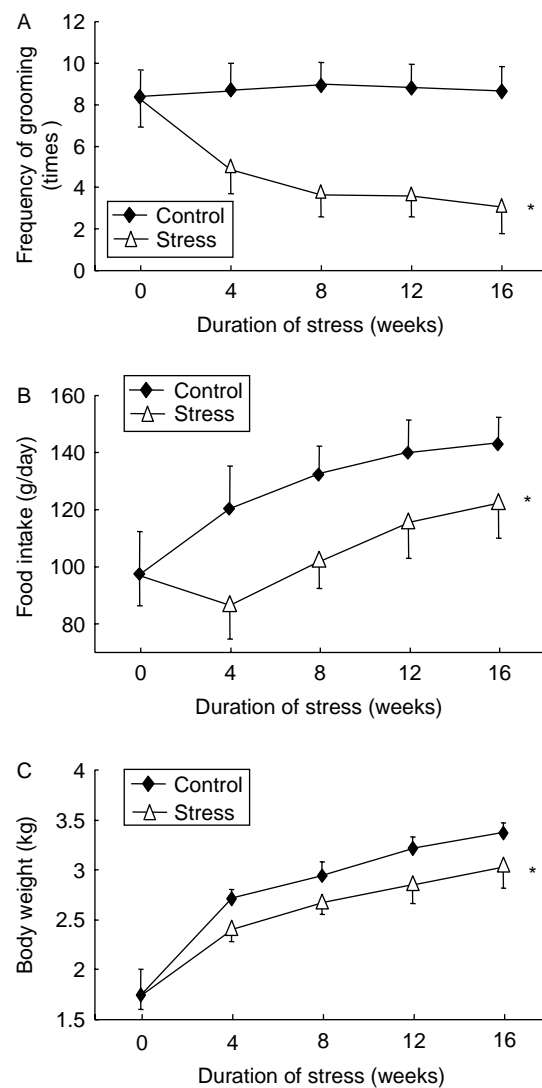 A
Frequency of grooming
(times)
12
10
8
6
4
2
0
Control
Stress
*
0 4 8 12 16
Duration of stress (weeks)
B
Food intake (g/day)
160
140
120
100
80
Control
Stress
*
0 4 8 12 16
Duration of stress (weeks)
C
Body weight (kg)
4
3.5
3
2.5
2
1.5
Control
Stress
*
0 4 8 12 16
Duration of stress (weeks)